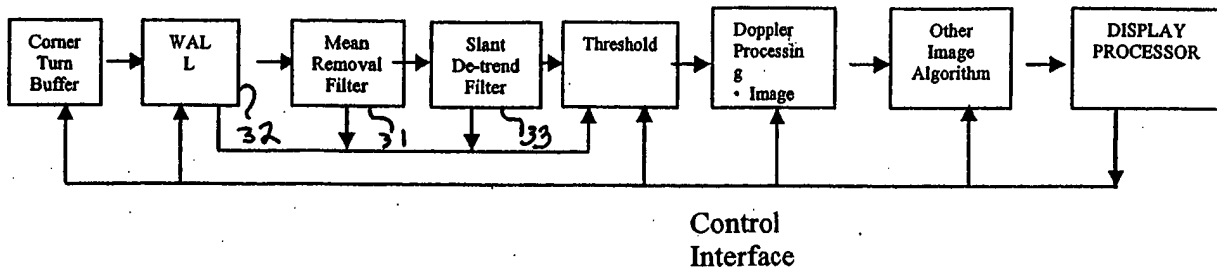 Corner
Turn
Buffer
WAL
L
Mean
Removal
Filter
Slant
De-trend
Filter
Threshold
Doppler
Processin
g
• Image
Other
Image
Algorithm
DISPLAY
PROCESSOR
32
31
33
Control
Interface